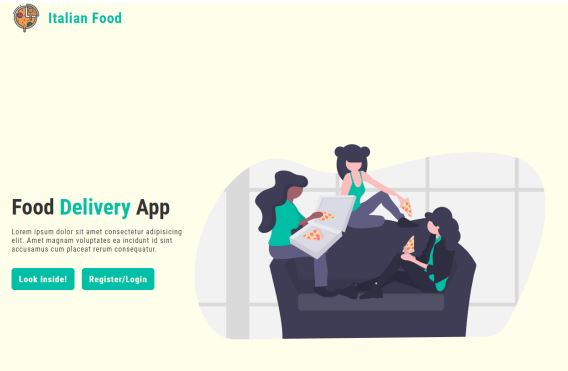 Italian Food
Food Delivery App
Lorem ipsum dolor sit amet consectetur adipisicing
elit. Amet magnam voluptates ea incidunt id sint
accusamus cum placeat rerum consequatur.
Look Inside!
Register/Login